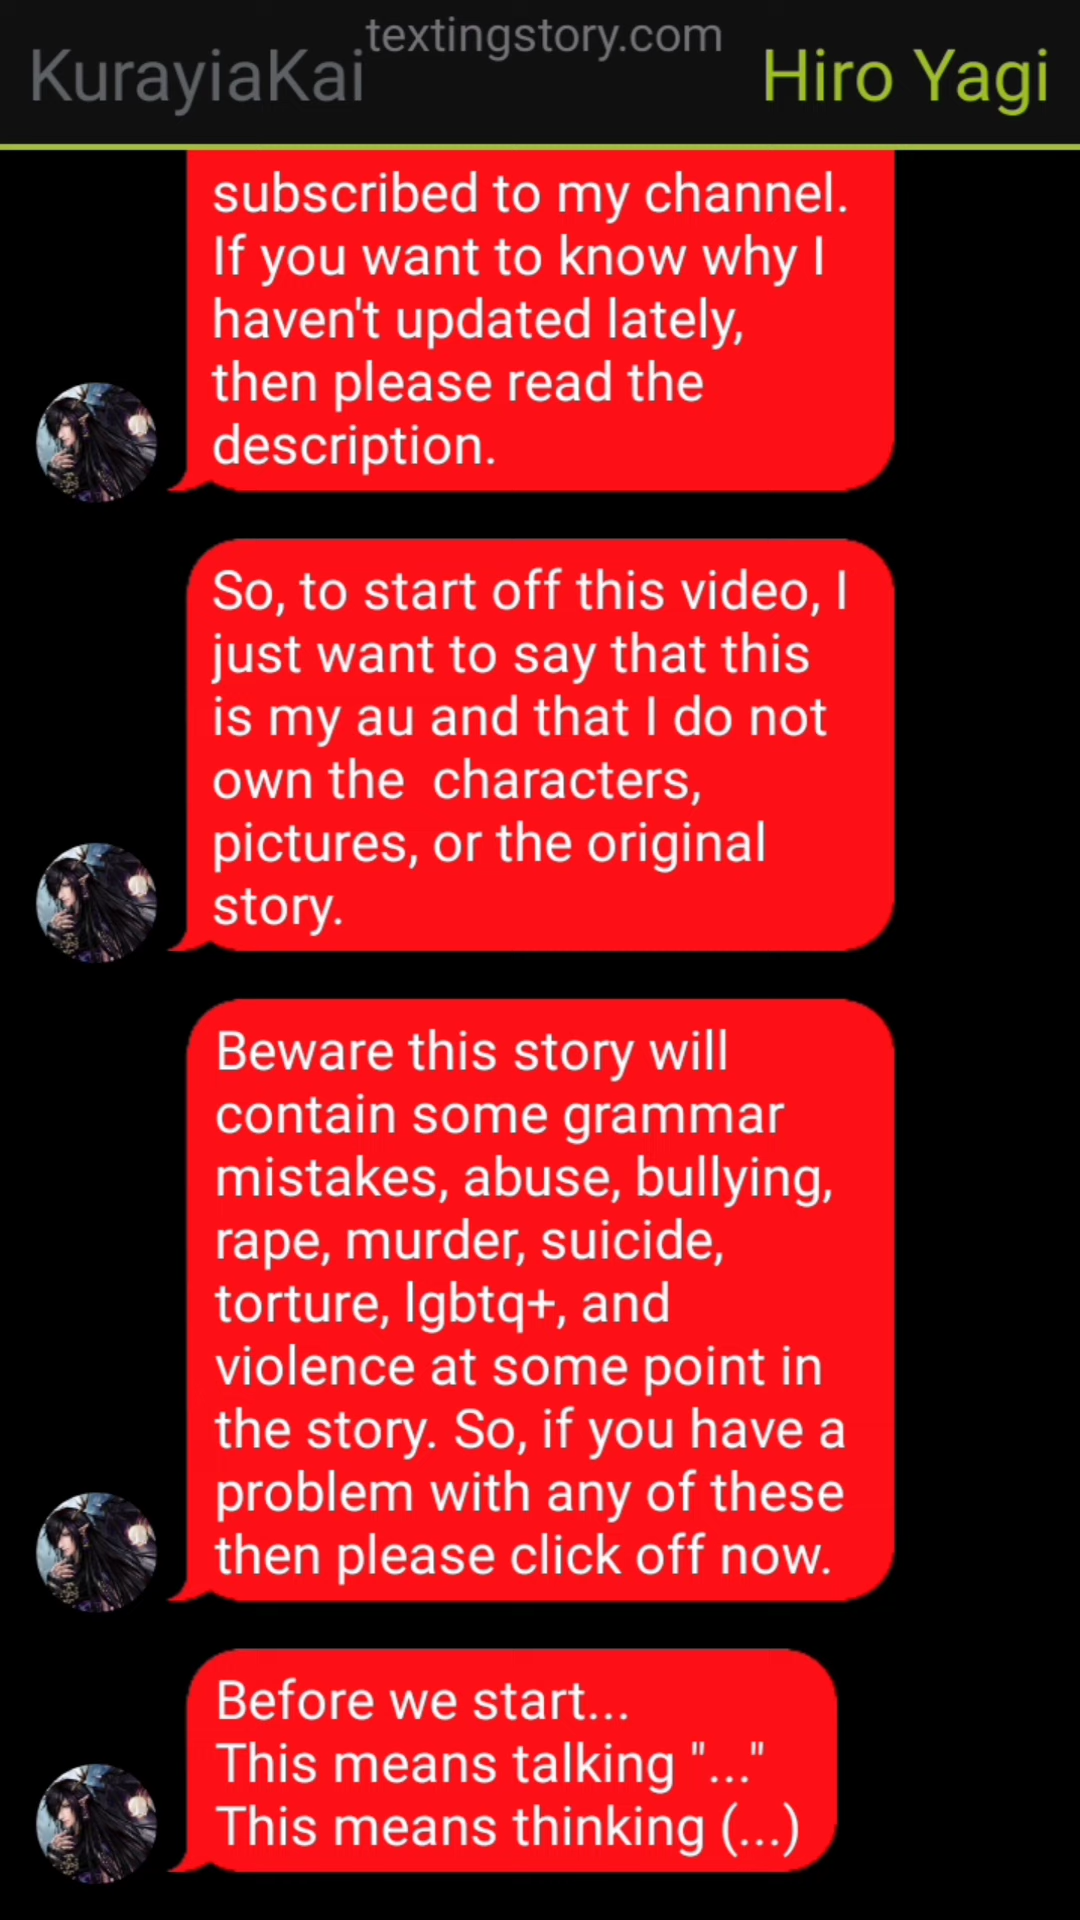 textingstory.com
KurayiaKai
Hiro Yagi
subscribed to my channel.
If you want to know why I
haven't updated lately,
then please read the
description.
So, to start off this video, I
just want to say that this
is my au and that I do not
own the  characters,
pictures, or the original
story.
Beware this story will
contain some grammar
mistakes, abuse, bullying,
rape, murder, suicide,
torture, lgbtq+, and
violence at some point in
the story. So, if you have a
problem with any of these
then please click off now.
Before we start...
This means talking "..."
This means thinking (...)